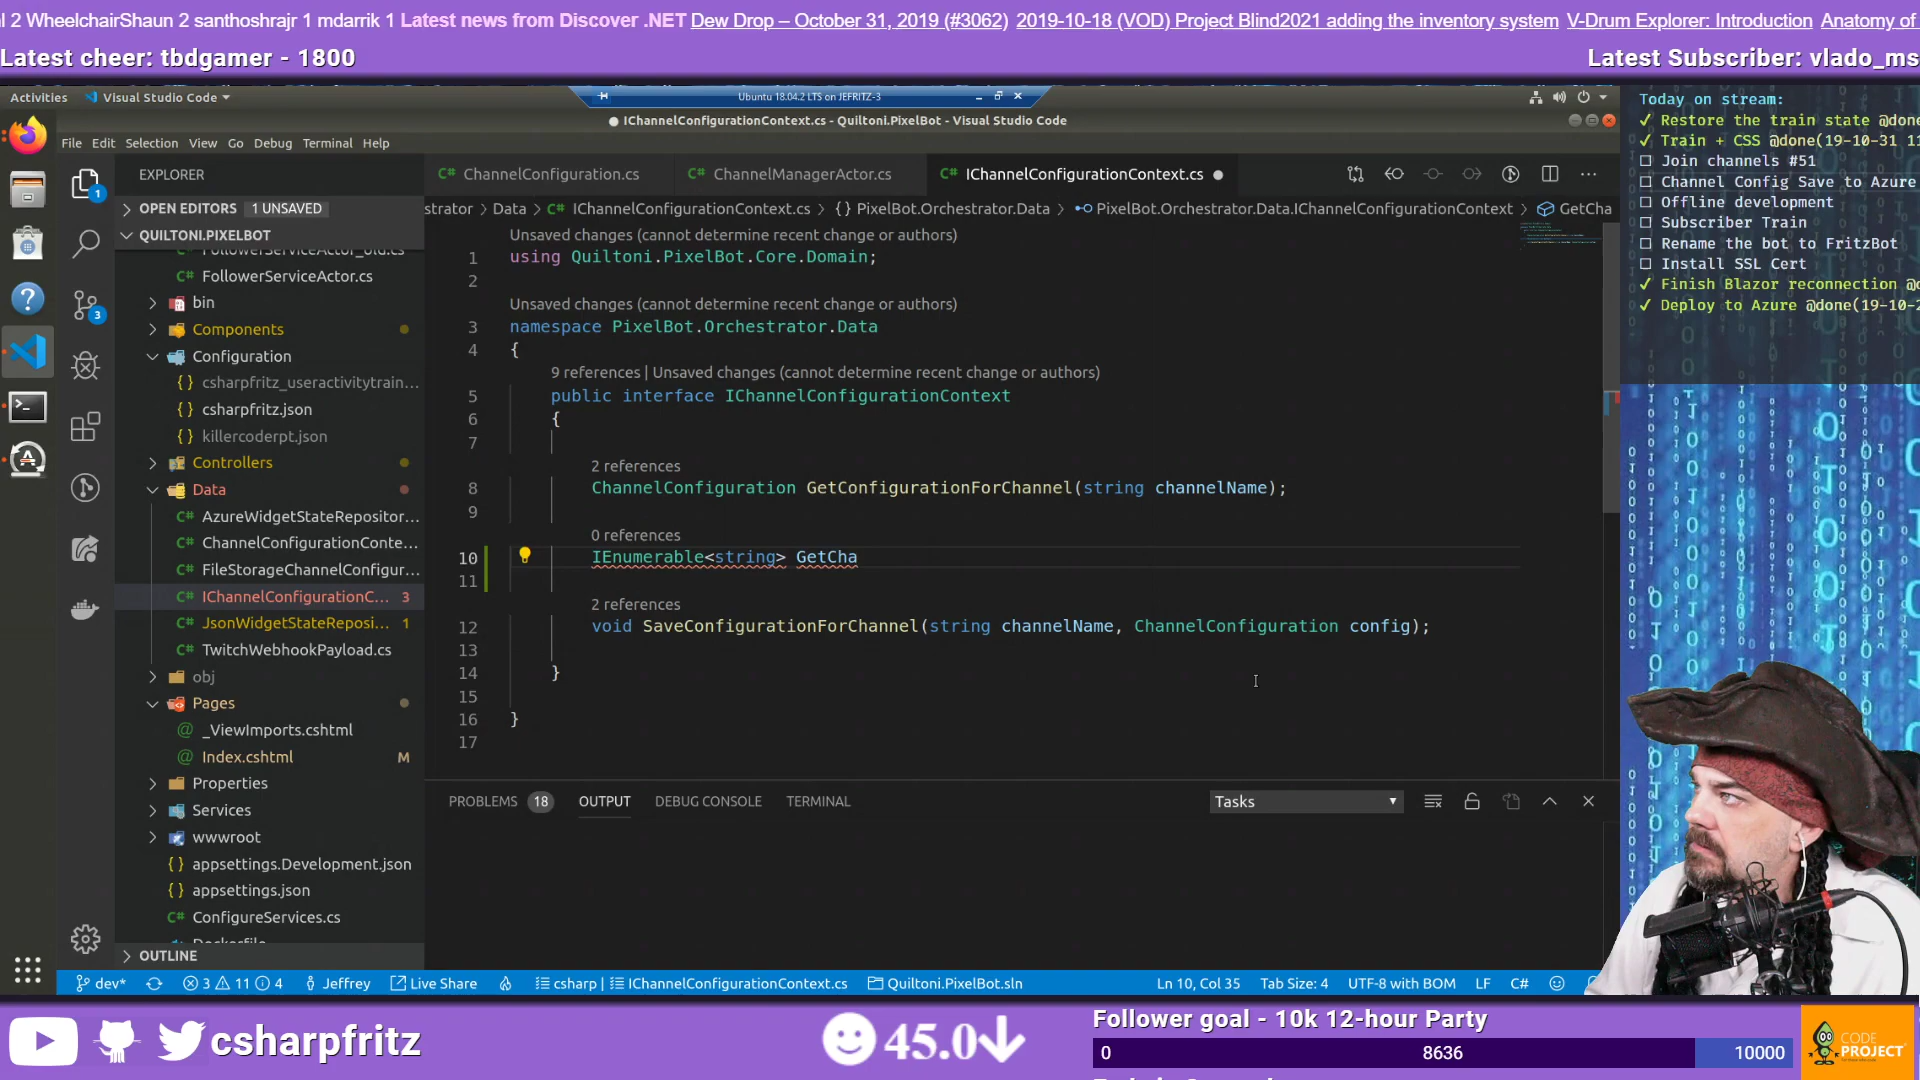 l 2 WheelchairShaun 2 santhoshrajr 1 mdarrik 1 Latest news from Discover .NET Dew Drop – October 31, 2019 (#3062) 2019-10-18 (VOD) Project Blind2021 adding the inventory system V-Drum Explorer: Introduction Anatomy of
Latest cheer: tbdgamer - 1800
Latest Subscriber: vlado_ms
Activities Visual Studio Code
Ubuntu 18.04.2 LTS on JEFRITZ-3
● IChannelConfigurationContext.cs - Quiltoni.PixelBot - Visual Studio Code
File Edit Selection View Go Debug Terminal Help
EXPLORER
C# ChannelConfiguration.cs
C# ChannelManagerActor.cs
C# IChannelConfigurationContext.cs ●
OPEN EDITORS 1 UNSAVED
QUILTONI.PIXELBOT
FollowerServiceActor_old.cs
C# FollowerServiceActor.cs
bin
Components
Configuration
{} csharpfritz_useractivitytrain...
{} csharpfritz.json
{} killercoderpt.json
Controllers
Data
C# AzureWidgetStateRepositor...
C# ChannelConfigurationConte...
C# FileStorageChannelConfigur...
C# IChannelConfigurationC... 3
C# JsonWidgetStateReposi... 1
C# TwitchWebhookPayload.cs
obj
Pages
@ _ViewImports.cshtml
@ Index.cshtml M
Properties
Services
wwwroot
{} appsettings.Development.json
{} appsettings.json
C# ConfigureServices.cs
Dockerfile
OUTLINE
1
3
strator > Data > C# IChannelConfigurationContext.cs > {} PixelBot.Orchestrator.Data > PixelBot.Orchestrator.Data.IChannelConfigurationContext > GetCha
Unsaved changes (cannot determine recent change or authors)
1 using Quiltoni.PixelBot.Core.Domain;
2
Unsaved changes (cannot determine recent change or authors)
3 namespace PixelBot.Orchestrator.Data
4 {
9 references | Unsaved changes (cannot determine recent change or authors)
5 public interface IChannelConfigurationContext
6 {
7
2 references
8 ChannelConfiguration GetConfigurationForChannel(string channelName);
9
0 references
10 IEnumerable<string> GetCha
11
2 references
12 void SaveConfigurationForChannel(string channelName, ChannelConfiguration config);
13
14 }
15
16 }
17
PROBLEMS 18 OUTPUT DEBUG CONSOLE TERMINAL
Tasks
dev* 3 11 4 Jeffrey Live Share csharp | IChannelConfigurationContext.cs Quiltoni.PixelBot.sln
Ln 10, Col 35 Tab Size: 4 UTF-8 with BOM LF C#
Today on stream:
✓ Restore the train state @done
✓ Train + CSS @done(19-10-31 11
☐ Join channels #51
☐ Channel Config Save to Azure
☐ Offline development
☐ Subscriber Train
☐ Rename the bot to FritzBot
☐ Install SSL Cert
✓ Finish Blazor reconnection @d
✓ Deploy to Azure @done(19-10-2
csharpfritz
45.0
Follower goal - 10k 12-hour Party
0 8636 10000
CODE PROJECT